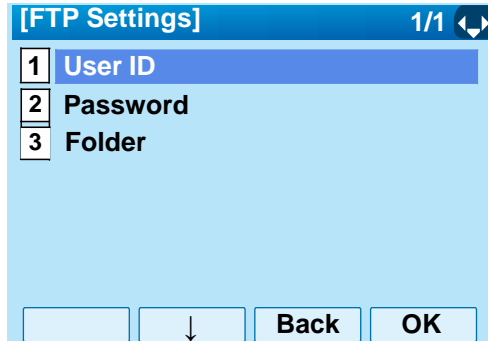 [FTP Settings] 1/1
1 User ID
2 Password
3 Folder
↓ Back OK